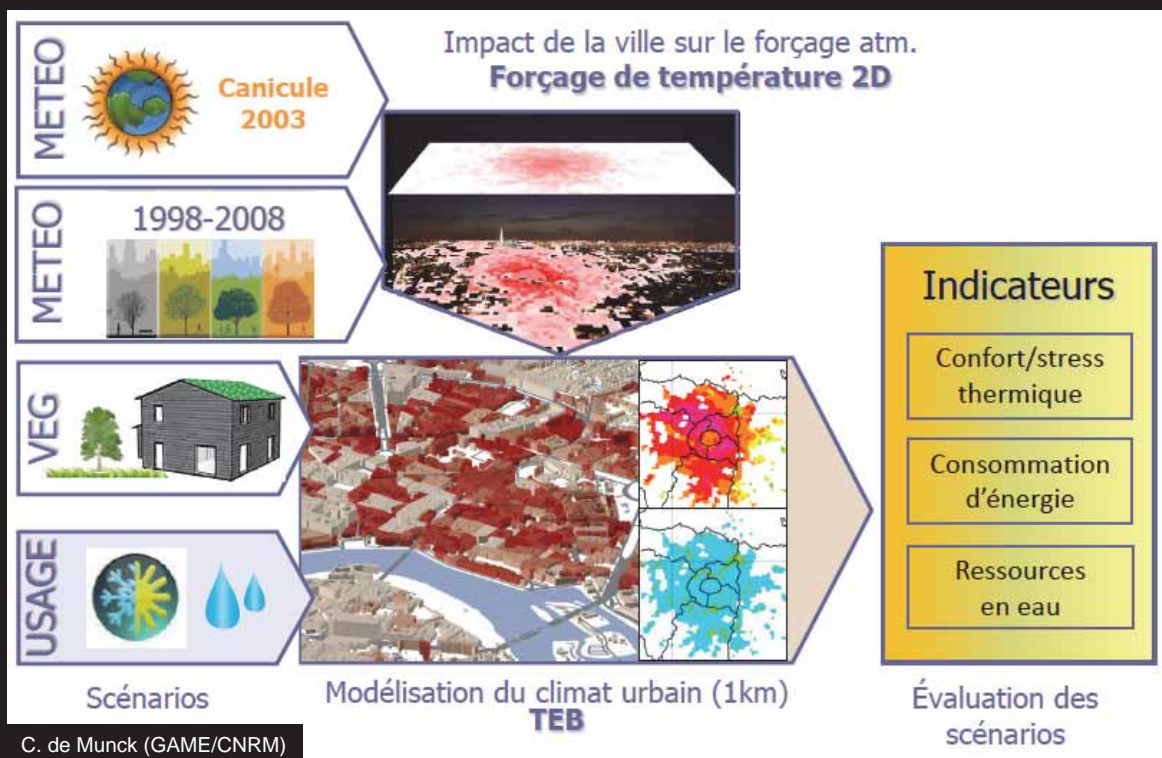 METEO
Canicule
2003
Impact de la ville sur le forçage atm.
Forçage de température 2D
METEO
1998-2008
VEG
USAGE
Indicateurs
Confort/stress
thermique
Consommation
d'énergie
Ressources
en eau
Scénarios
Modélisation du climat urbain (1km)
TEB
Évaluation des
scénarios
C. de Munck (GAME/CNRM)